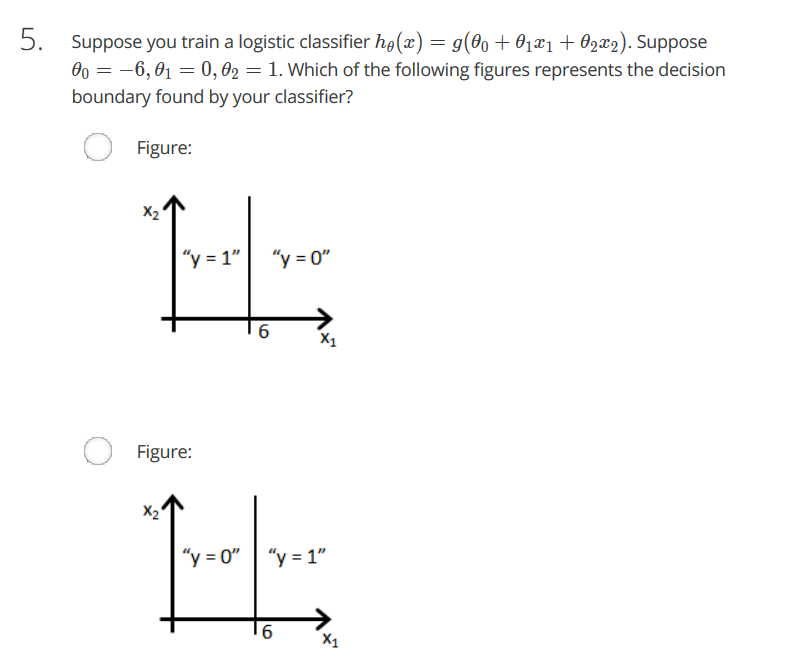 5. Suppose you train a logistic classifier hθ(x) = g(θ0 + θ1x1 + θ2x2). Suppose
θ0 = −6, θ1 = 0, θ2 = 1. Which of the following figures represents the decision
boundary found by your classifier?
Figure:
x2
“y = 1” “y = 0”
6
x1
Figure:
x2
“y = 0” “y = 1”
6
x1